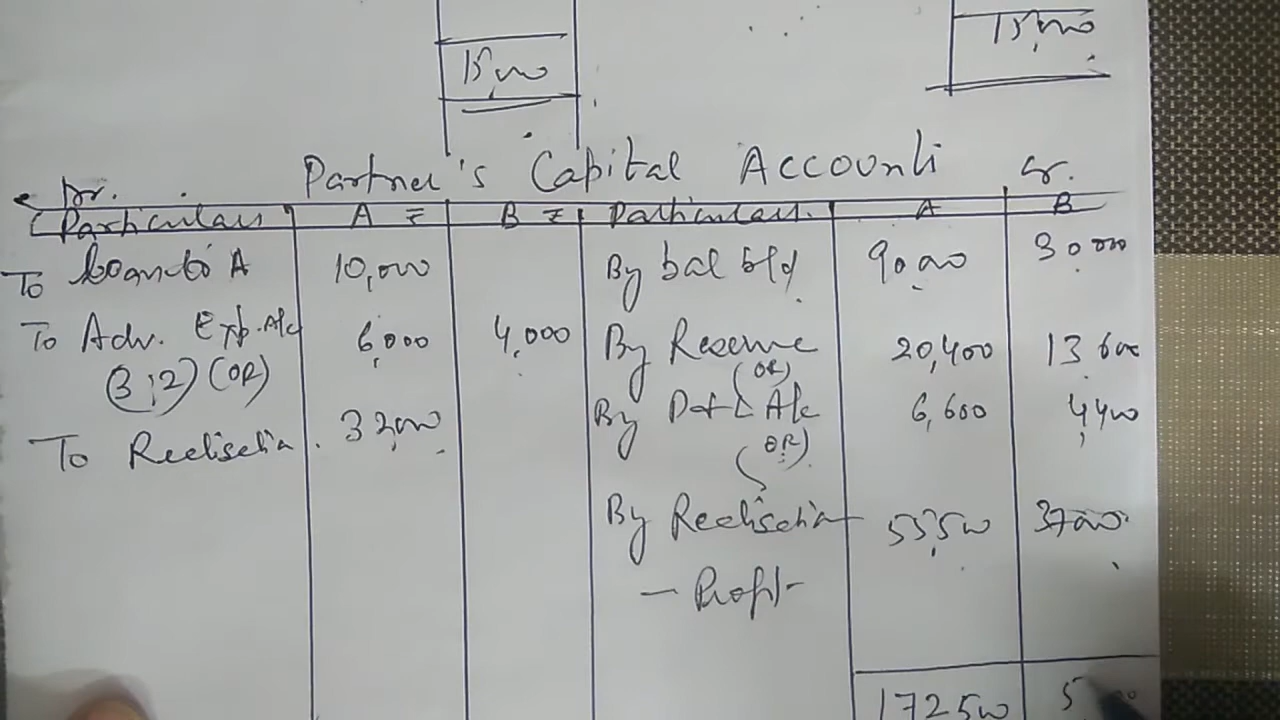 15,000 15,000
Partner's Capital Accounts
Dr. Cr.
Particulars A ₹ B ₹ Particulars. A B
To loan to A 10,000 By bal b/d 90,000 30,000
To Adv. Exp. A/c 6,000 4,000 By Reserve 20,400 13,600
(3:2) (OR) (OR)
By P&L A/c 6,600 4,400
To Realisation. 32,000 (OR)
By Realisation 55,500 37,000
- Profit -
172500